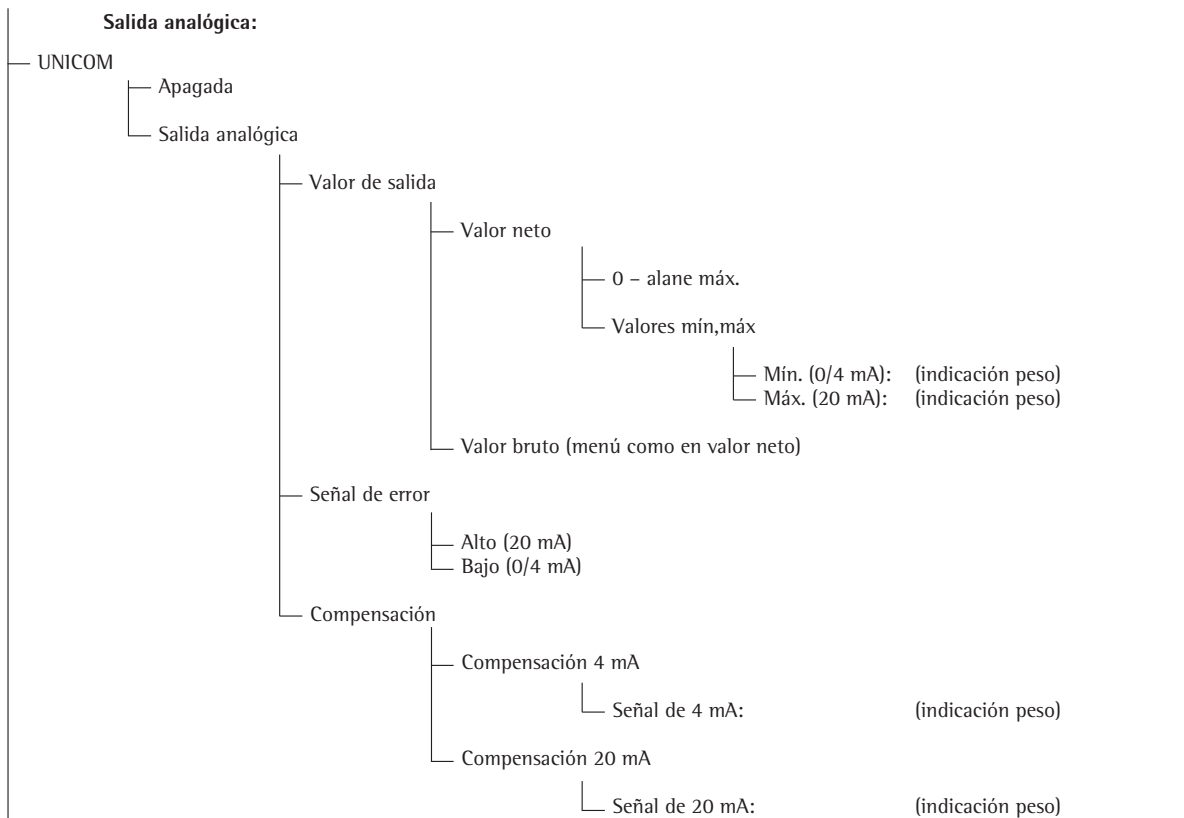 Salida analógica:
UNICOM
Apagada
Salida analógica
Valor de salida
Valor neto
0 – alane máx.
Valores mín,máx
Mín. (0/4 mA): (indicación peso)
Máx. (20 mA): (indicación peso)
Valor bruto (menú como en valor neto)
Señal de error
Alto (20 mA)
Bajo (0/4 mA)
Compensación
Compensación 4 mA
Señal de 4 mA: (indicación peso)
Compensación 20 mA
Señal de 20 mA: (indicación peso)